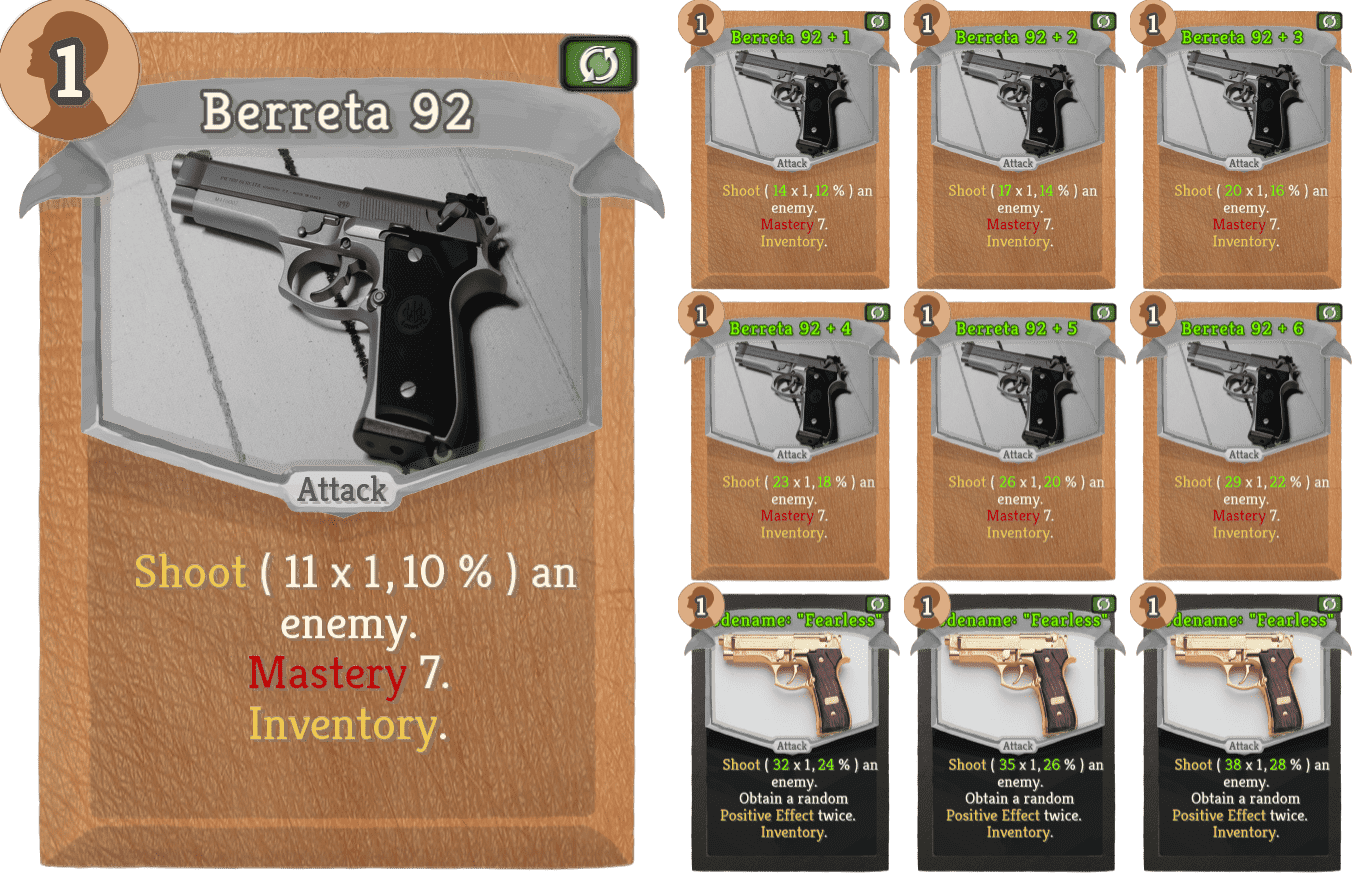 1
Berreta 92
Attack
Shoot ( 11 x 1, 10 % ) an
enemy.
Mastery 7.
Inventory.
1
Berreta 92 + 1
Attack
Shoot ( 14 x 1, 12 % ) an
enemy.
Mastery 7.
Inventory.
1
Berreta 92 + 2
Attack
Shoot ( 17 x 1, 14 % ) an
enemy.
Mastery 7.
Inventory.
1
Berreta 92 + 3
Attack
Shoot ( 20 x 1, 16 % ) an
enemy.
Mastery 7.
Inventory.
1
Berreta 92 + 4
Attack
Shoot ( 23 x 1, 18 % ) an
enemy.
Mastery 7.
Inventory.
1
Berreta 92 + 5
Attack
Shoot ( 26 x 1, 20 % ) an
enemy.
Mastery 7.
Inventory.
1
Berreta 92 + 6
Attack
Shoot ( 29 x 1, 22 % ) an
enemy.
Mastery 7.
Inventory.
1
dename: "Fearless"
Attack
Shoot ( 32 x 1, 24 % ) an
enemy.
Obtain a random
Positive Effect twice.
Inventory.
1
dename: "Fearless"
Attack
Shoot ( 35 x 1, 26 % ) an
enemy.
Obtain a random
Positive Effect twice.
Inventory.
1
dename: "Fearless"
Attack
Shoot ( 38 x 1, 28 % ) an
enemy.
Obtain a random
Positive Effect twice.
Inventory.